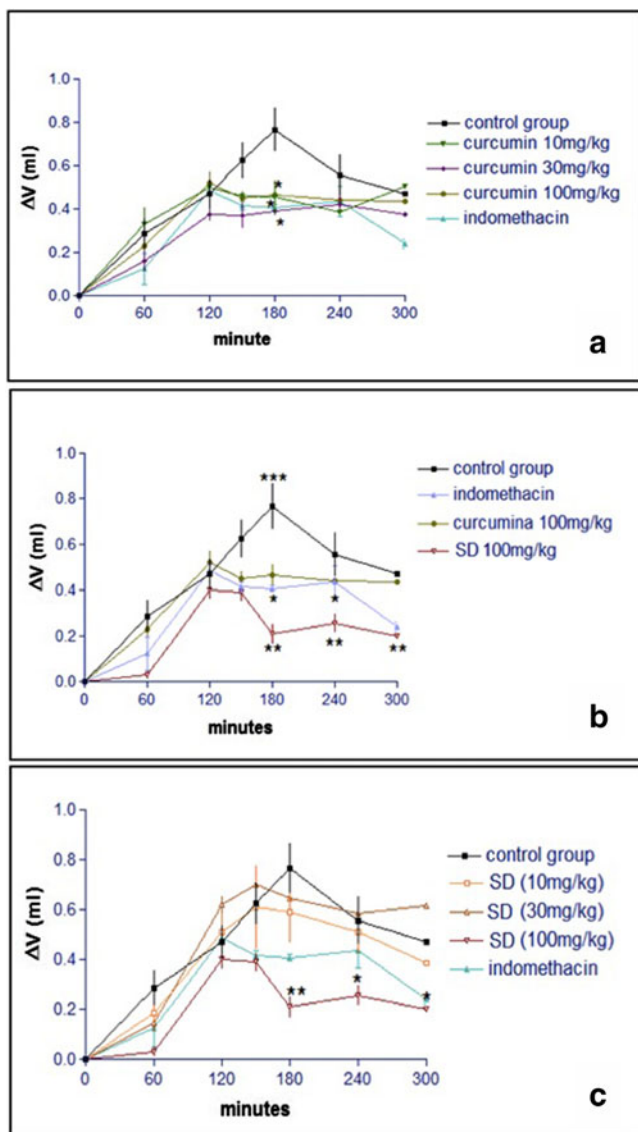 1.0
0.8
0.6
0.4
0.2
0.0
ΔV (ml)
0 60 120 180 240 300
minute
★
★
★
control group
curcumin 10mg/kg
curcumin 30mg/kg
curcumin 100mg/kg
indomethacin
a
1.0
0.8
0.6
0.4
0.2
0.0
ΔV (ml)
0 60 120 180 240 300
minutes
★★★
★ ★
★★ ★★ ★★
control group
indomethacin
curcumina 100mg/kg
SD 100mg/kg
b
1.0
0.8
0.6
0.4
0.2
0.0
ΔV (ml)
0 60 120 180 240 300
minutes
★★ ★ ★
control group
SD (10mg/kg)
SD (30mg/kg)
SD (100mg/kg)
indomethacin
c